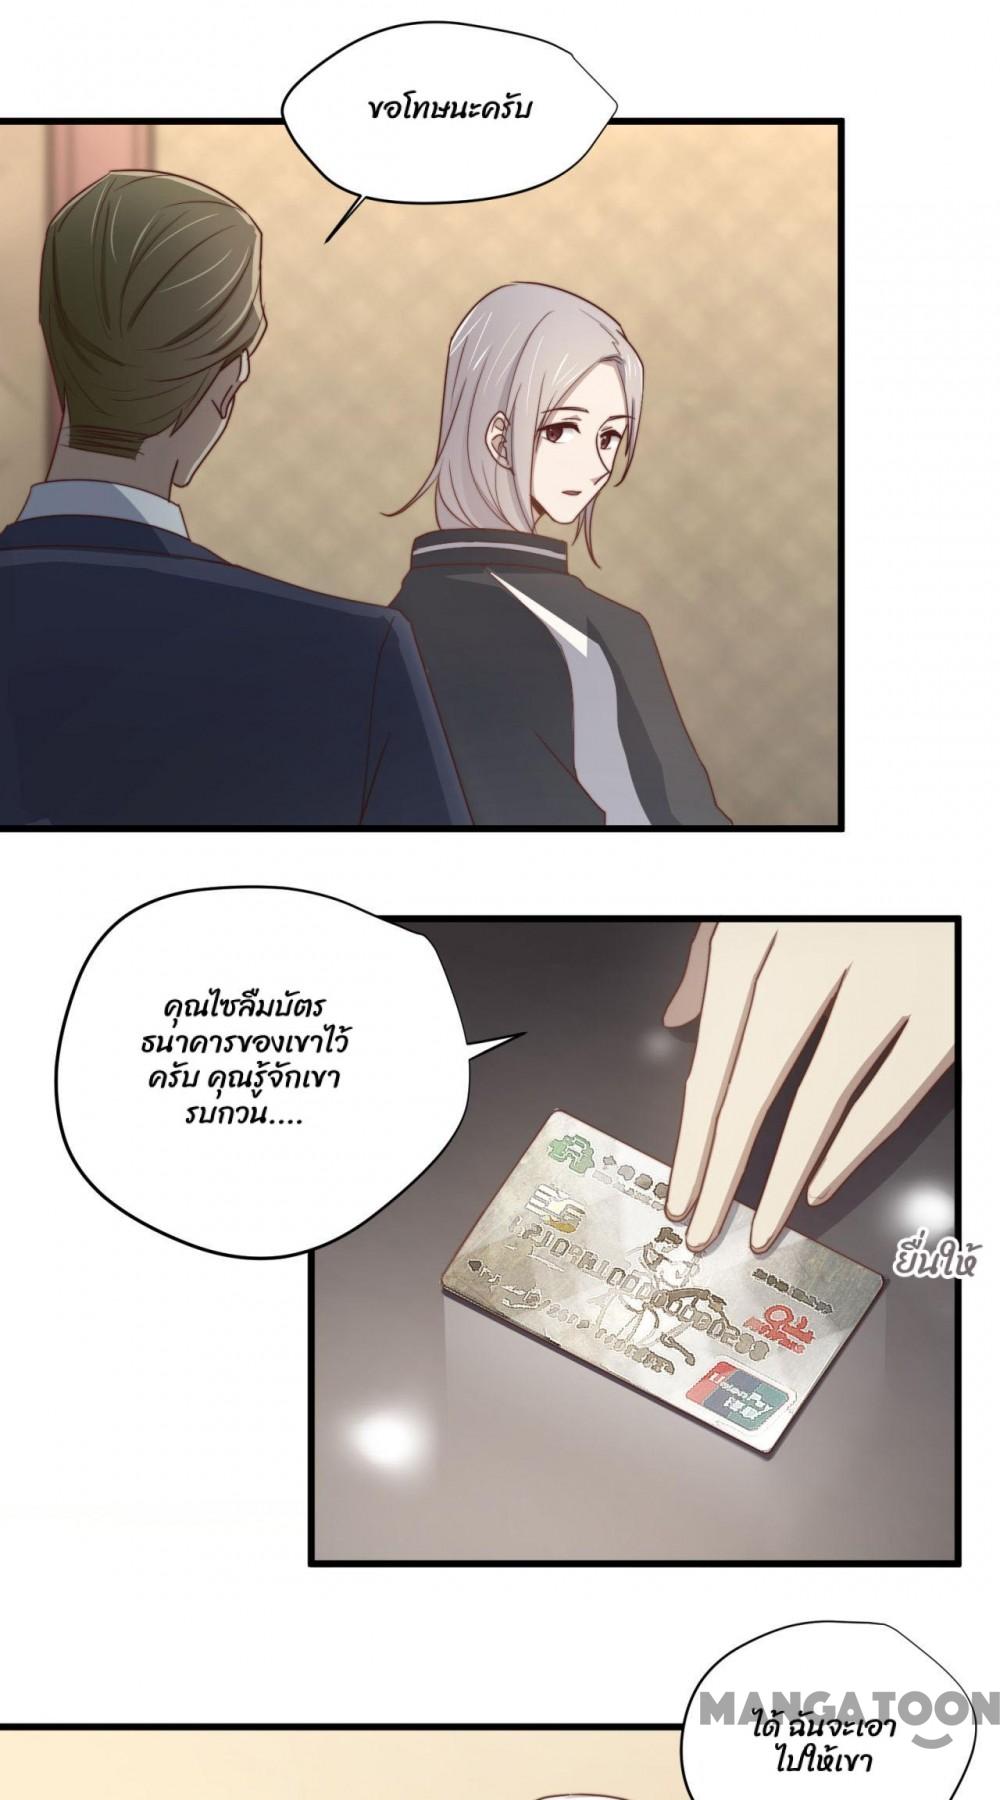 ขอโทษนะครับ
คุณไซลืมบัตร
ธนาคารของเขาไว้
ครับ คุณรู้จักเขา
รบกวน....
ยื่นให้
UnionPay
银联
MANGATOON
ได้ ฉันจะเอา
ไปให้เขา